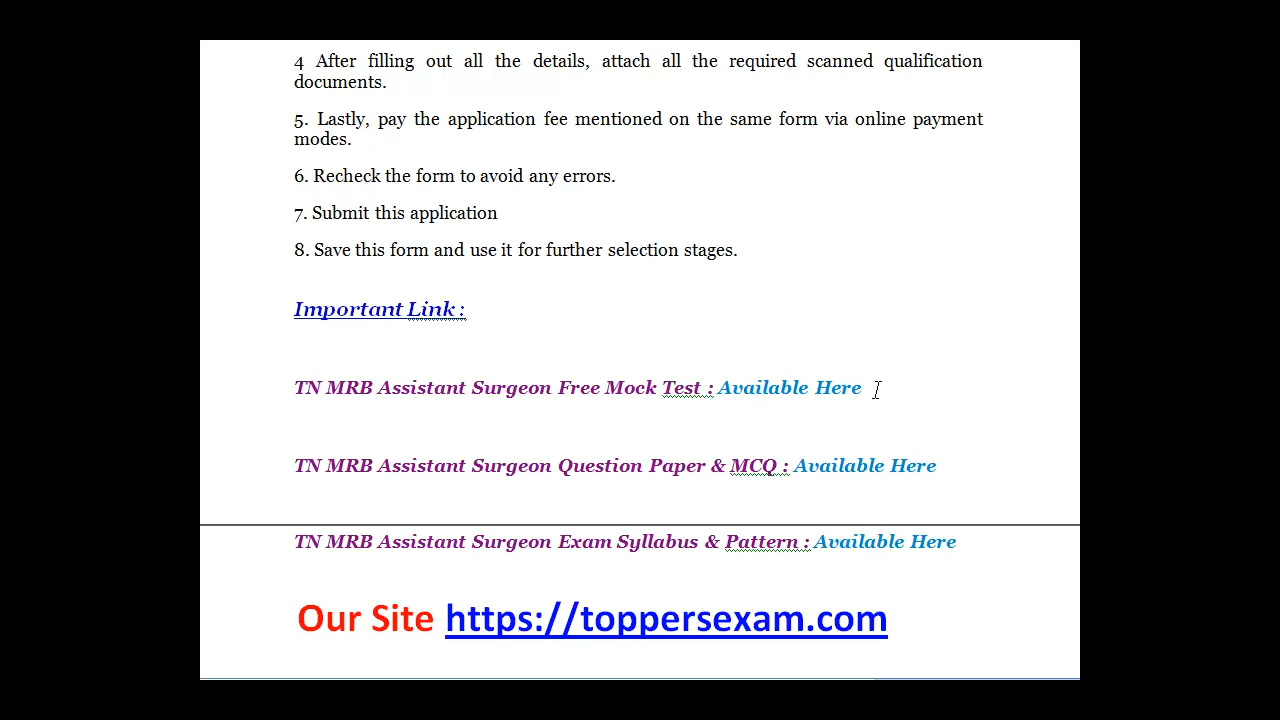 4 After filling out all the details, attach all the required scanned qualification
documents.
5. Lastly, pay the application fee mentioned on the same form via online payment
modes.
6. Recheck the form to avoid any errors.
7. Submit this application
8. Save this form and use it for further selection stages.
Important Link :
TN MRB Assistant Surgeon Free Mock Test : Available Here
TN MRB Assistant Surgeon Question Paper & MCQ : Available Here
TN MRB Assistant Surgeon Exam Syllabus & Pattern : Available Here
Our Site https://toppersexam.com